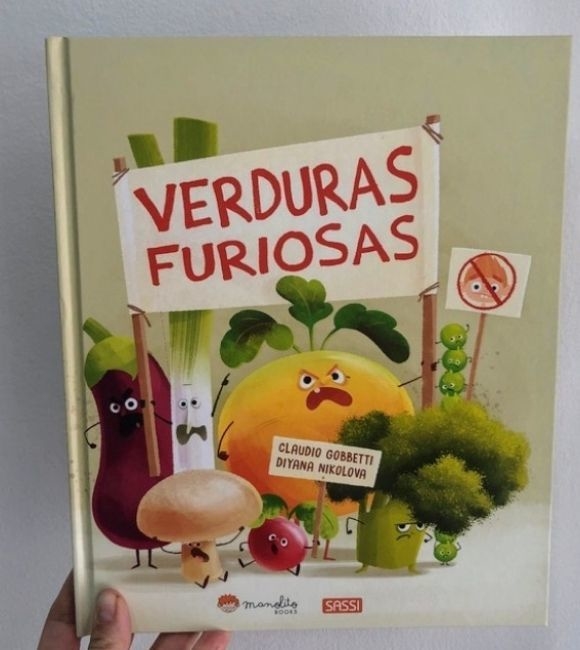 VERDURAS
FURIOSAS
CLAUDIO GOBBETTI
DIYANA NIKOLOVA
manolito
BOOKS
SASSI